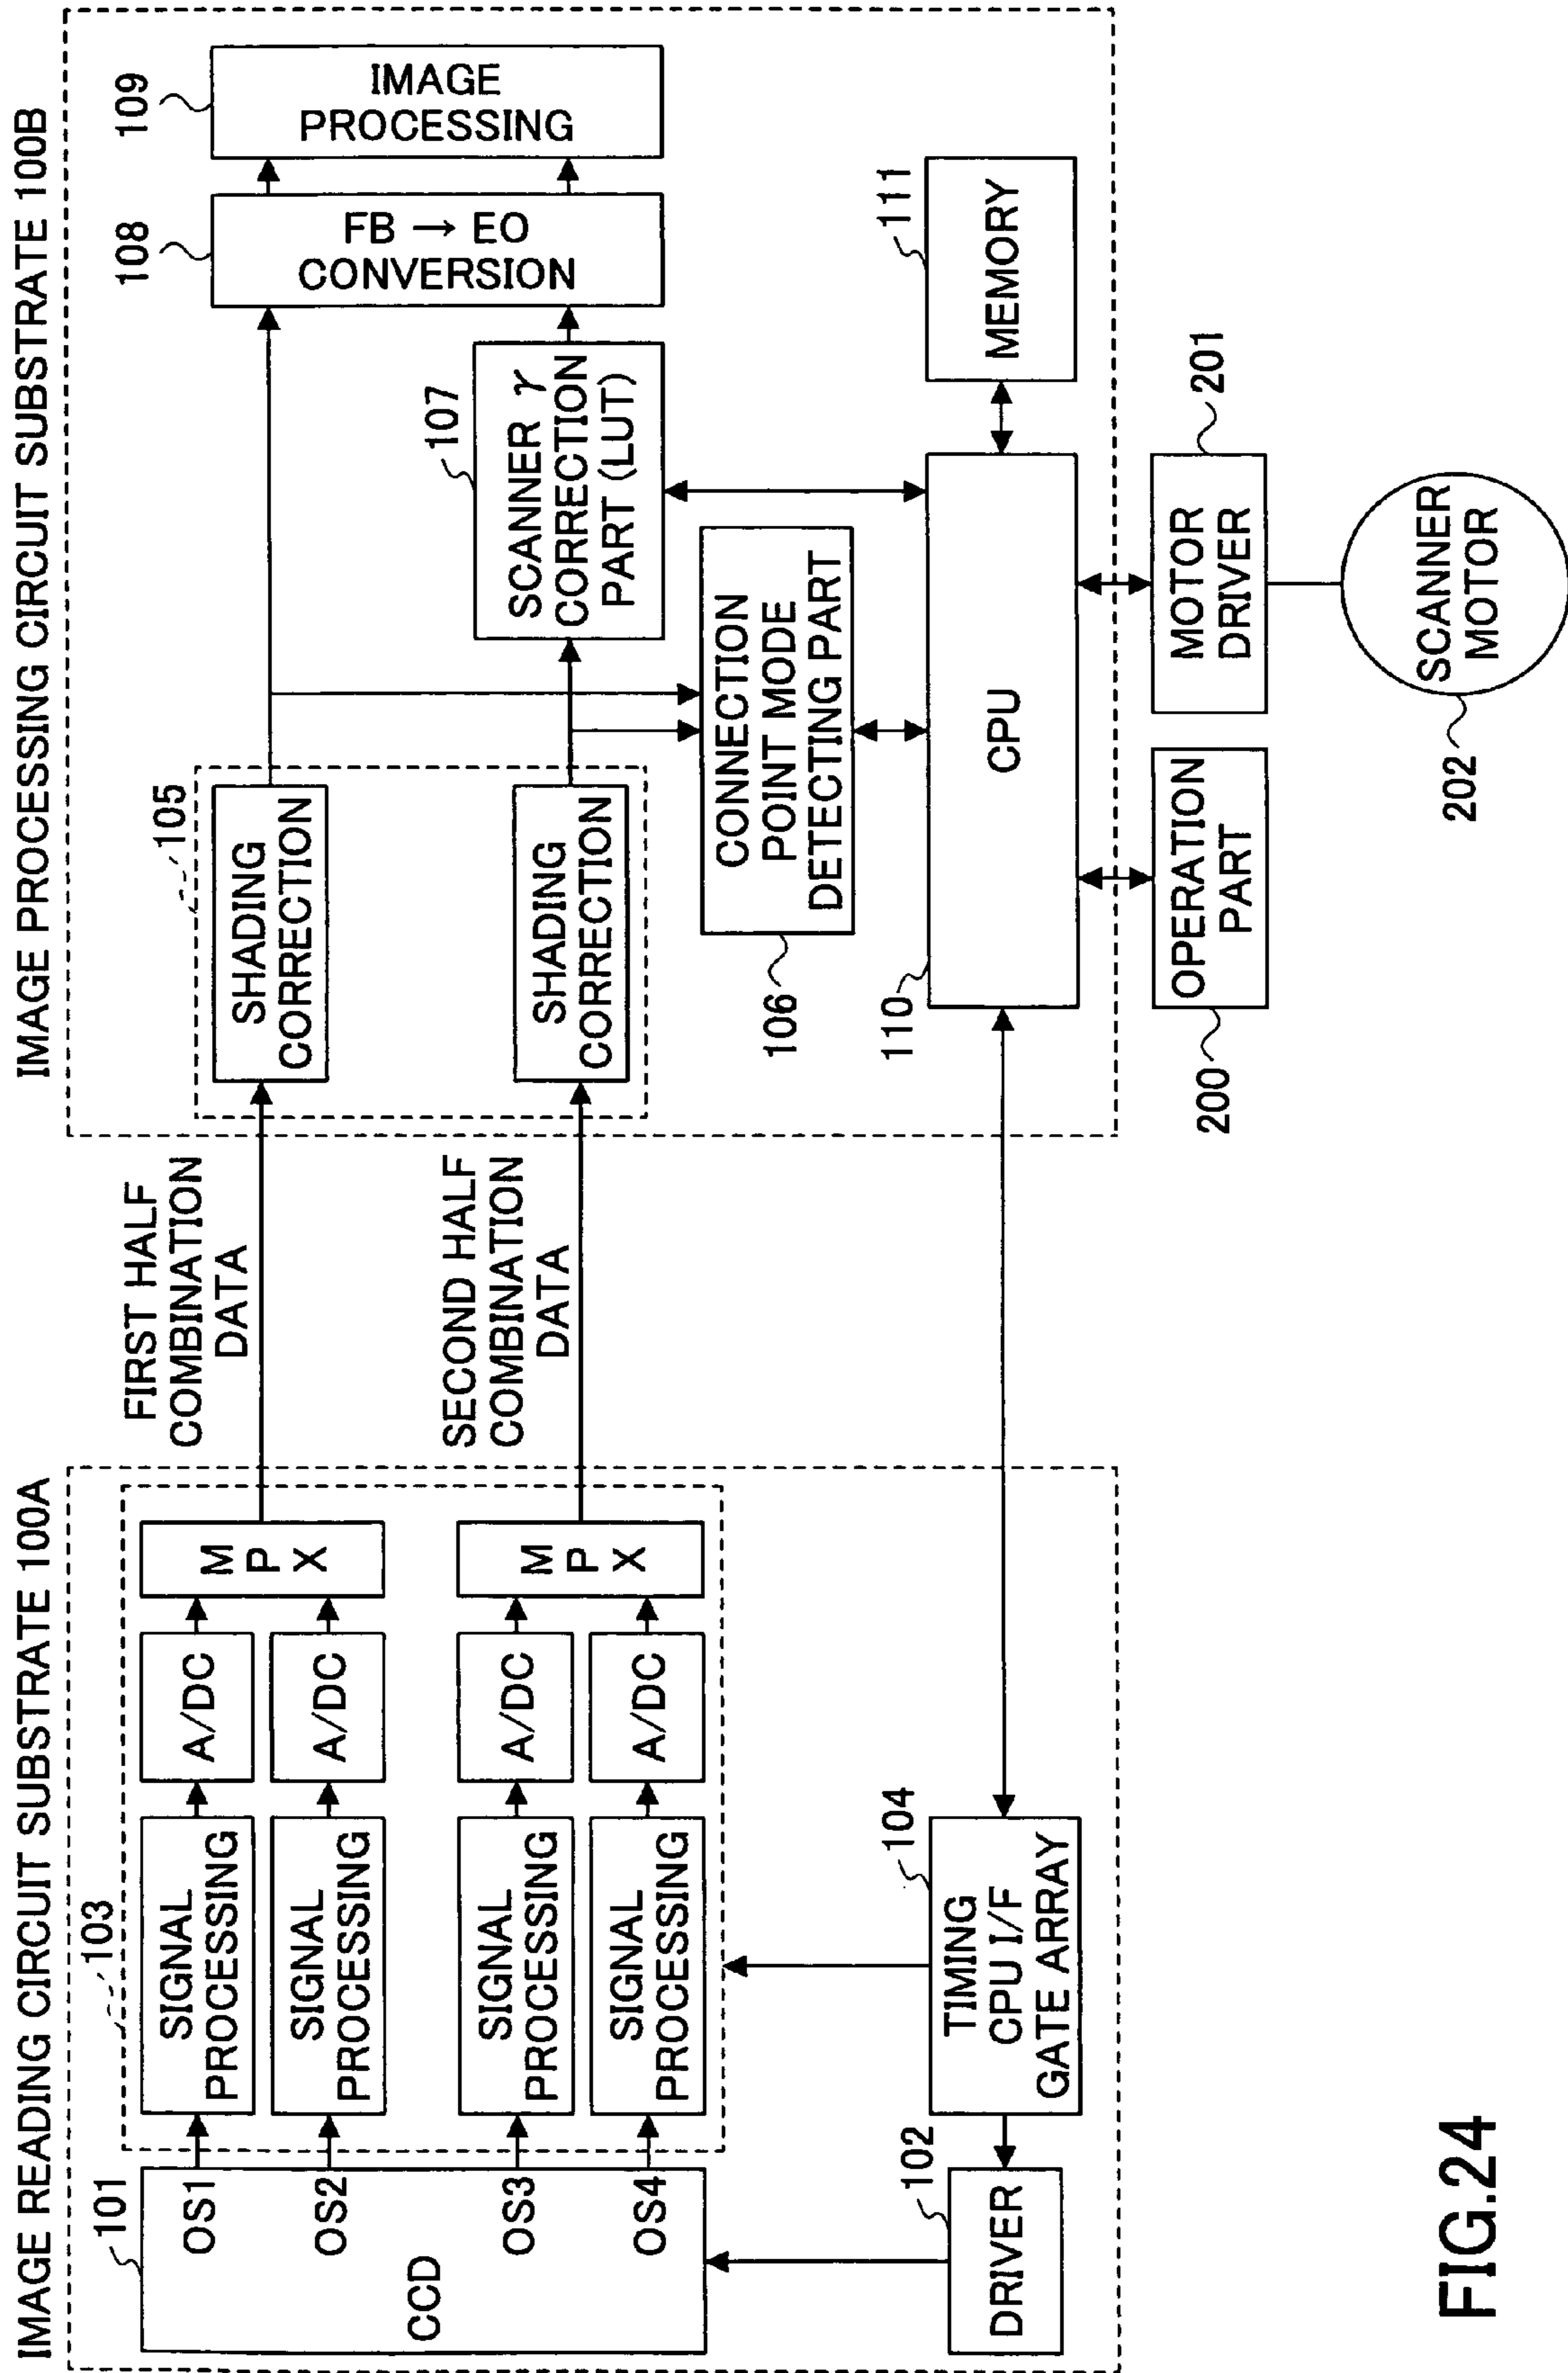 IMAGE READING CIRCUIT SUBSTRATE 100A
101
CCD
OS1
OS2
OS3
OS4
103
SIGNAL
PROCESSING
A/DC
SIGNAL
PROCESSING
A/DC
M
P
X
SIGNAL
PROCESSING
A/DC
SIGNAL
PROCESSING
A/DC
M
P
X
102
DRIVER
104
TIMING
CPU I/F
GATE ARRAY
FIRST HALF
COMBINATION
DATA
SECOND HALF
COMBINATION
DATA
IMAGE PROCESSING CIRCUIT SUBSTRATE 100B
105
SHADING
CORRECTION
SHADING
CORRECTION
106
CONNECTION
POINT MODE
DETECTING PART
107
SCANNER γ
CORRECTION
PART (LUT)
108
FB → EO
CONVERSION
109
IMAGE
PROCESSING
110
CPU
111
MEMORY
200
OPERATION
PART
MOTOR
DRIVER
201
SCANNER
MOTOR
202
FIG.24